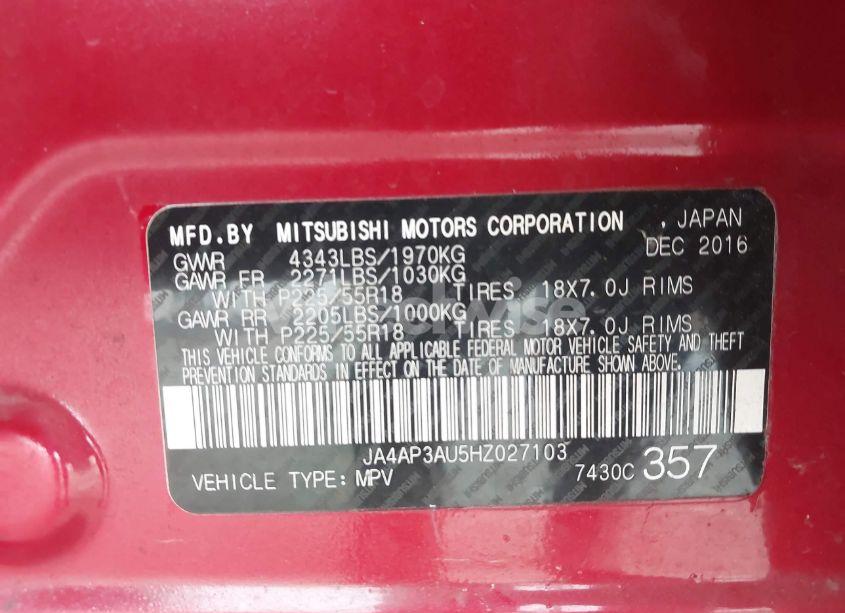 MFD.BY MITSUBISHI MOTORS CORPORATION , JAPAN
GWR 4343LBS/1970KG DEC 2016
GAWR FR 2271LBS/1030KG
WITH P225/55R18 TIRES 18X7.0J RIMS
GAWR RR 2205LBS/1000KG
WITH P225/55R18 TIRES 18X7.0J RIMS
THIS VEHICLE CONFORMS TO ALL APPLICABLE FEDERAL MOTOR VEHICLE SAFETY AND THEFT
PREVENTION STANDARDS IN EFFECT ON THE DATE OF MANUFACTURE SHOWN ABOVE.
JA4AP3AU5HZ027103
VEHICLE TYPE: MPV 7430C 357